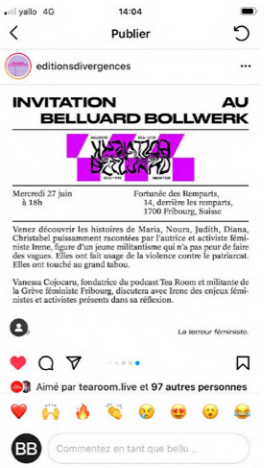 yallo 4G 14:04
Publier
editionsdivergences
INVITATION AU
BELLUARD BOLLWERK
Mercredi 27 juin
à 18h
Fortunée des Remparts,
14, derrière les remparts,
1700 Fribourg, Suisse
Venez découvrir les histoires de Maria, Noura, Judith, Diana,
Christabel puissamment racontées par l'autrice et activiste fémi-
niste Irene, figure d'un jeune militantisme qui n'a pas peur de faire
des vagues. Elles ont fait usage de la violence contre le patriarcat.
Elles ont touché au grand tabou.
Vanessa Cojocaru, fondatrice du podcast Tea Room et militante de
la Grève féministe Fribourg, discutera avec Irene des enjeux fémi-
nistes et activistes présents dans sa réflexion.
La terreur féministe.
Aimé par tearoom.live et 97 autres personnes
BB Commentez en tant que bellu...